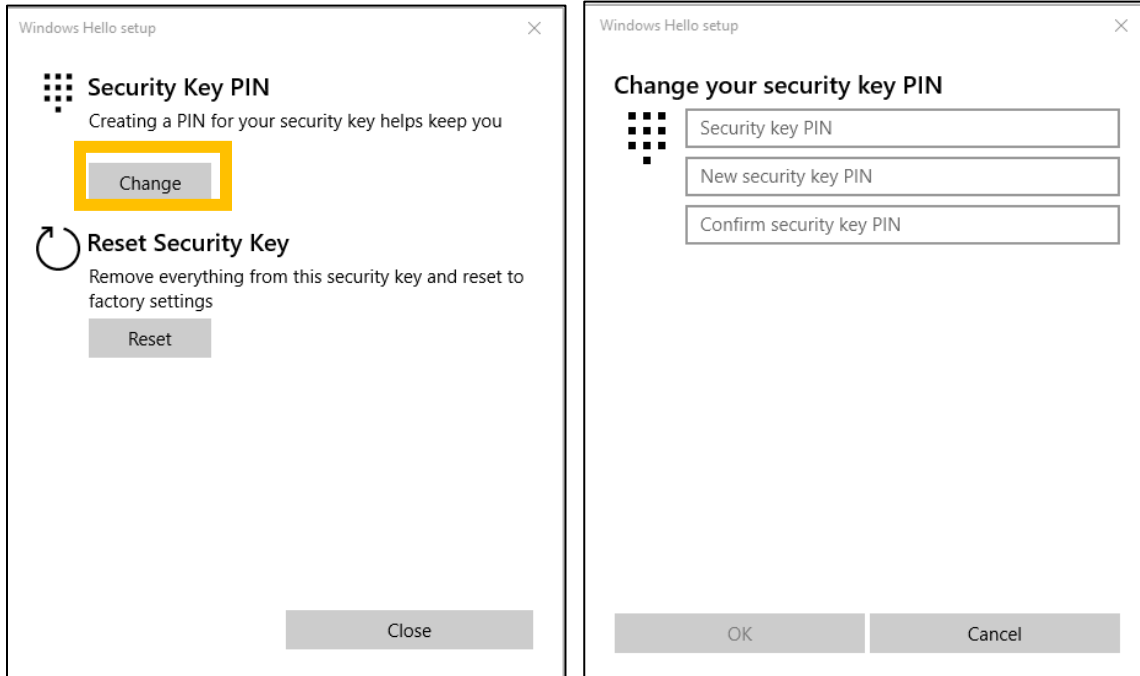 Windows Hello setup
Security Key PIN
Creating a PIN for your security key helps keep you
Change
Reset Security Key
Remove everything from this security key and reset to
factory settings
Reset
Close
Windows Hello setup
Change your security key PIN
Security key PIN
New security key PIN
Confirm security key PIN
OK
Cancel